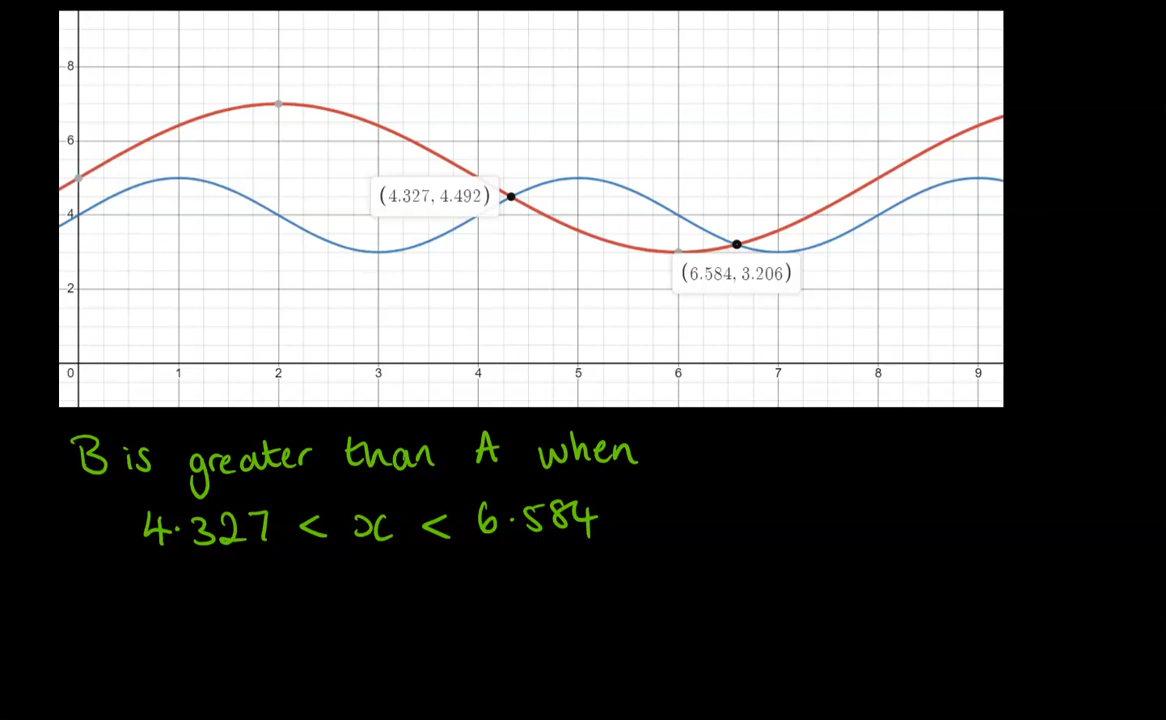 8
6
(4.327, 4.492)
4
(6.584, 3.206)
2
0 1 2 3 4 5 6 7 8 9
B is greater than A when
4.327 < x < 6.584